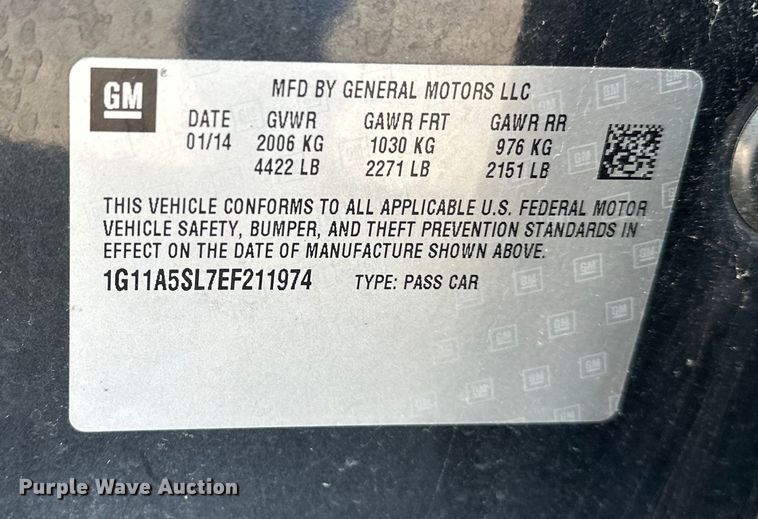 GM
MFD BY GENERAL MOTORS LLC
DATE GVWR GAWR FRT GAWR RR
01/14 2006 KG 1030 KG 976 KG
4422 LB 2271 LB 2151 LB
THIS VEHICLE CONFORMS TO ALL APPLICABLE U.S. FEDERAL MOTOR
VEHICLE SAFETY, BUMPER, AND THEFT PREVENTION STANDARDS IN
EFFECT ON THE DATE OF MANUFACTURE SHOWN ABOVE.
1G11A5SL7EF211974 TYPE: PASS CAR
Purple Wave Auction